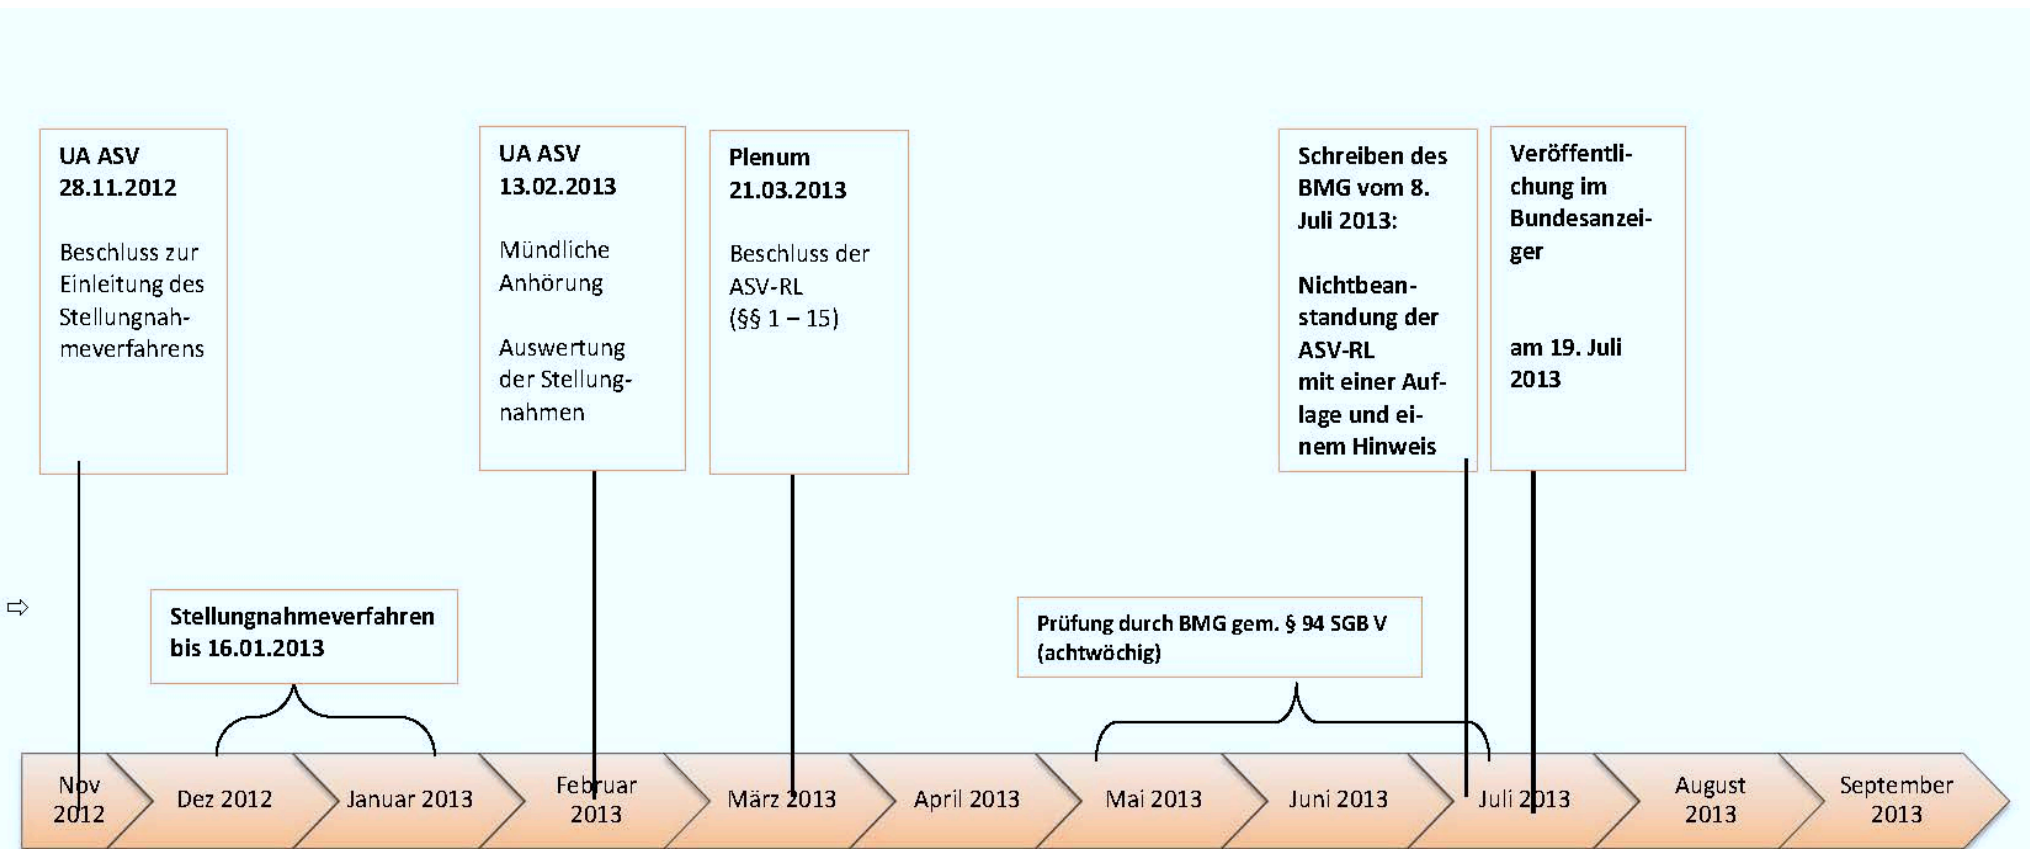 UA ASV
28.11.2012
Beschluss zur
Einleitung des
Stellungnah-
meverfahrens
UA ASV
13.02.2013
Mündliche
Anhörung
Auswertung
der Stellung-
nahmen
Plenum
21.03.2013
Beschluss der
ASV-RL
(§§ 1 – 15)
Schreiben des
BMG vom 8.
Juli 2013:
Nichtbean-
standung der
ASV-RL
mit einer Auf-
lage und ei-
nem Hinweis
Veröffentli-
chung im
Bundesanzei-
ger
am 19. Juli
2013
⇨
Stellungnahmeverfahren
bis 16.01.2013
Prüfung durch BMG gem. § 94 SGB V
(achtwöchig)
Nov
2012
Dez 2012
Januar 2013
Februar
2013
März 2013
April 2013
Mai 2013
Juni 2013
Juli 2013
August
2013
September
2013